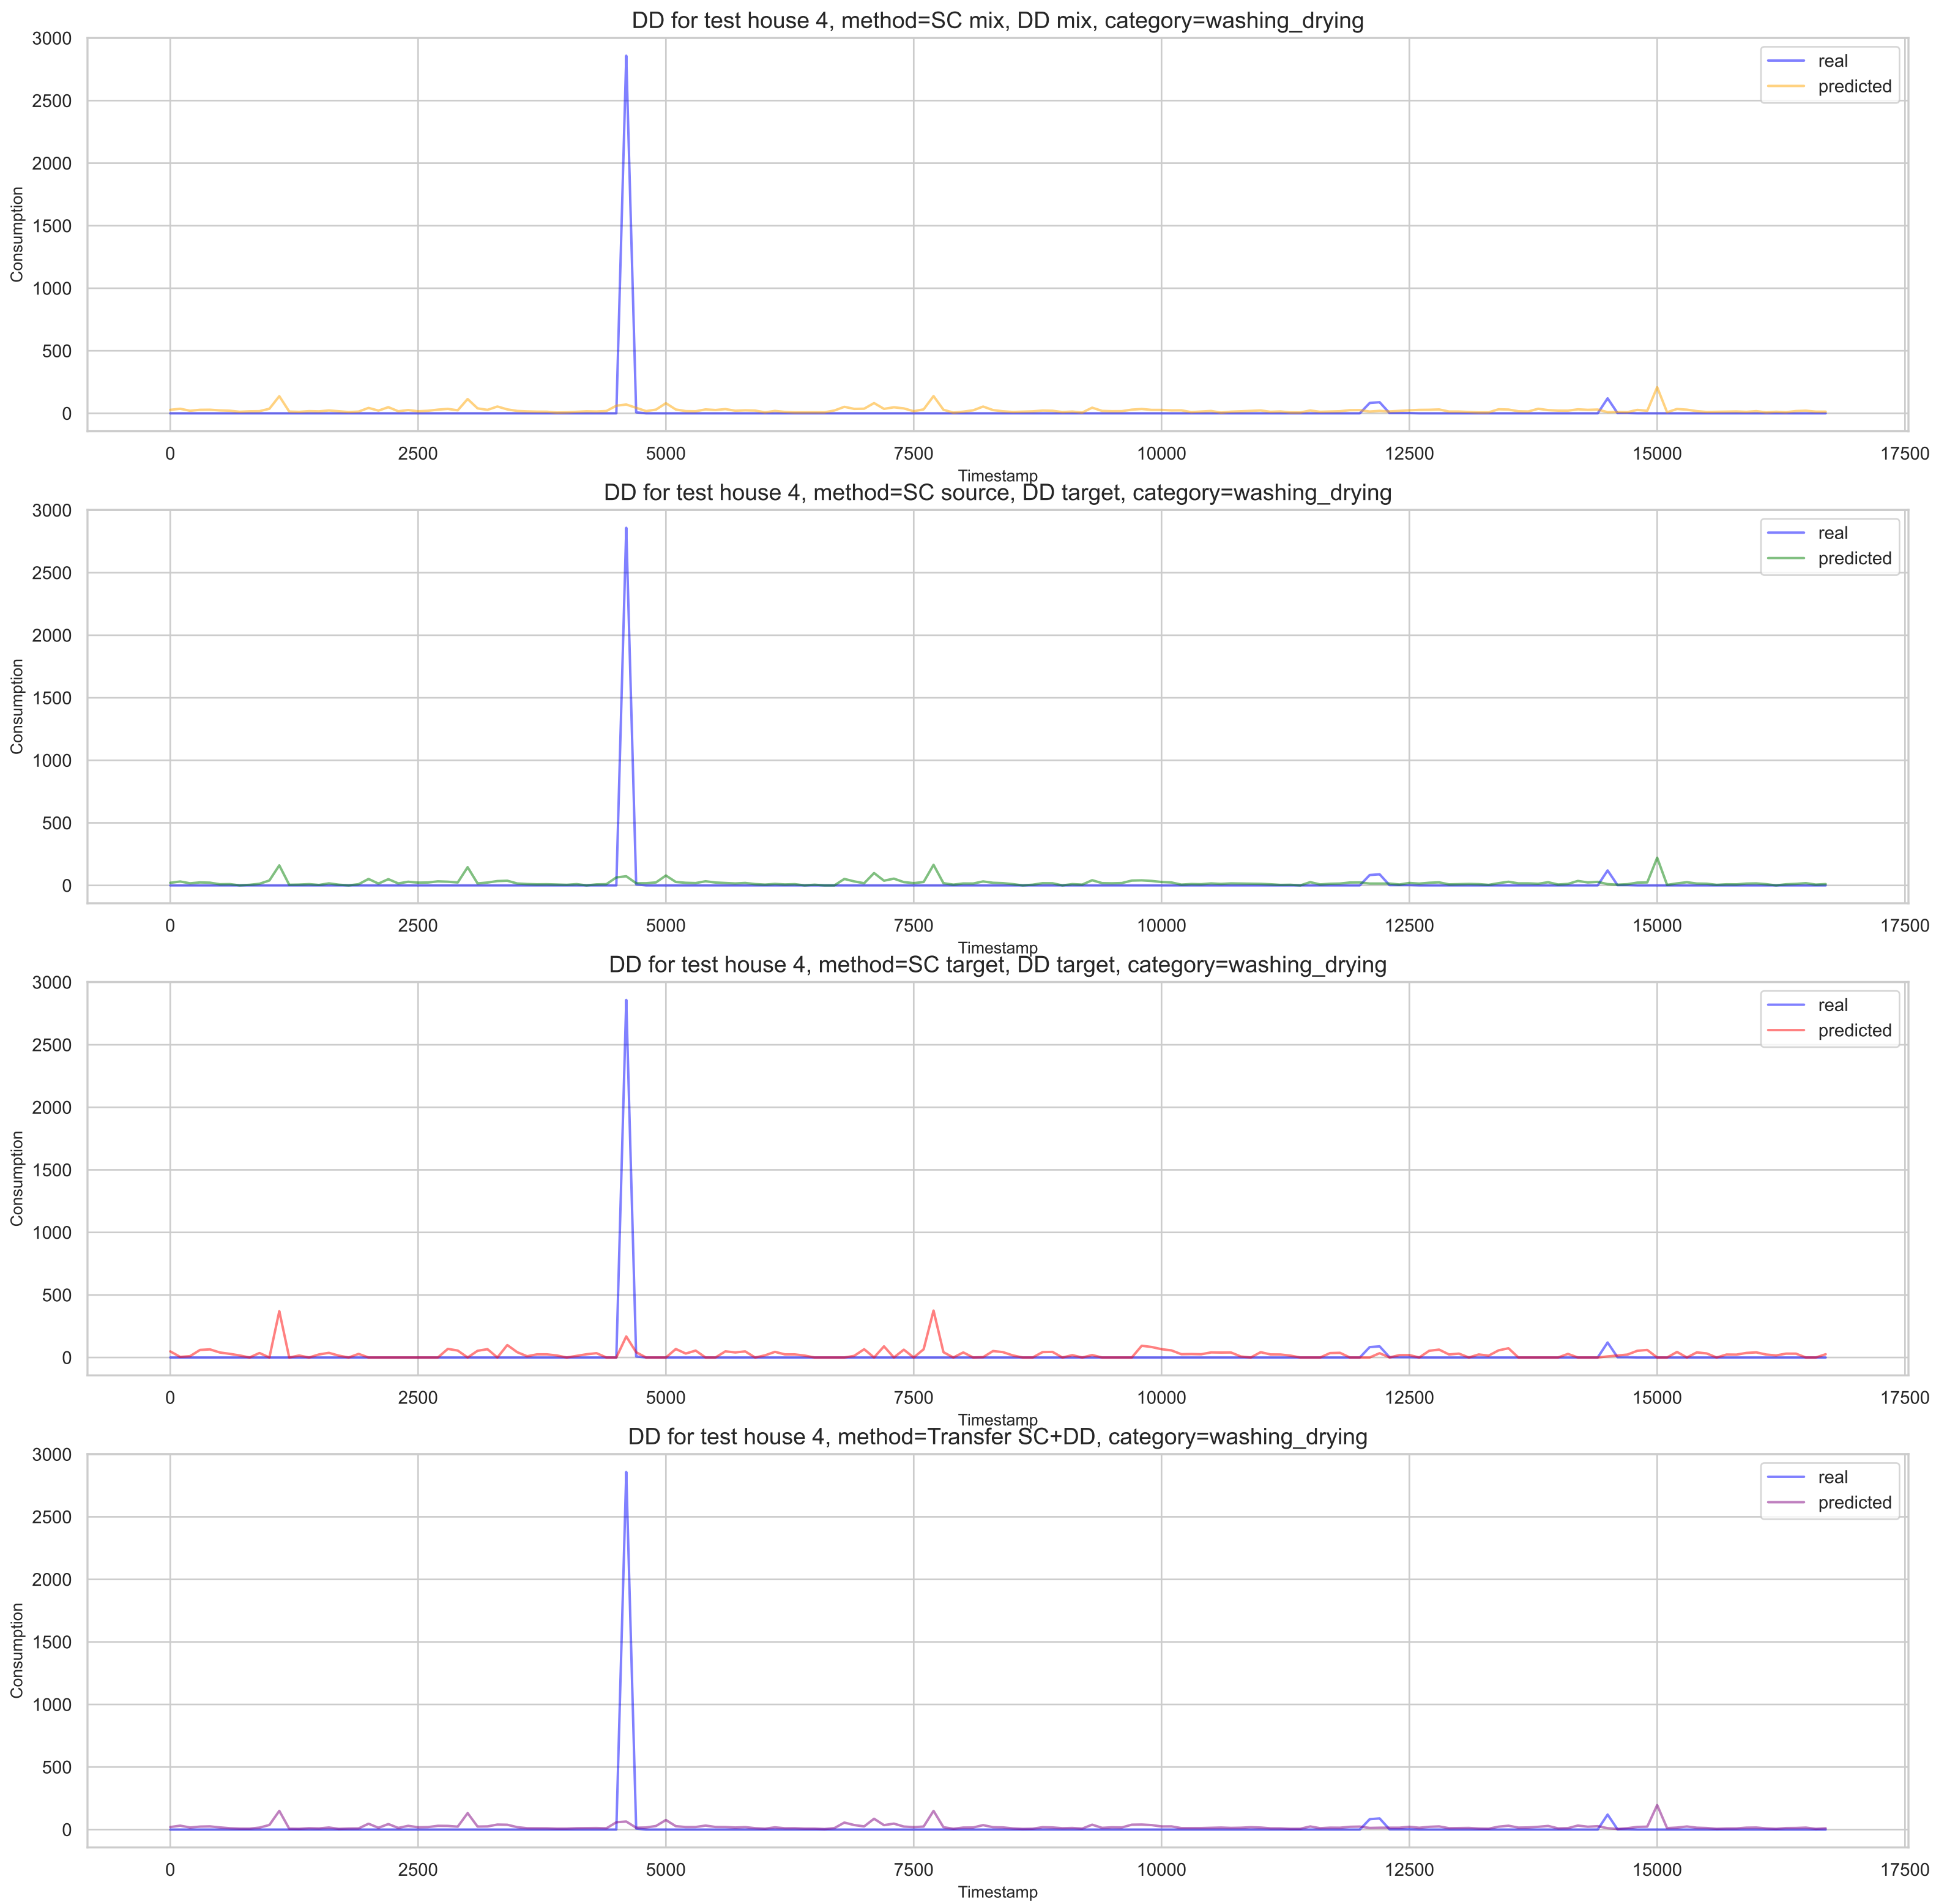 DD for test house 4, method=SC mix, DD mix, category=washing_drying
3000
2500
2000
1500
1000
500
0
Consumption
real
predicted
0 2500 5000 7500 10000 12500 15000 17500
Timestamp
DD for test house 4, method=SC source, DD target, category=washing_drying
3000
2500
2000
1500
1000
500
0
Consumption
real
predicted
0 2500 5000 7500 10000 12500 15000 17500
Timestamp
DD for test house 4, method=SC target, DD target, category=washing_drying
3000
2500
2000
1500
1000
500
0
Consumption
real
predicted
0 2500 5000 7500 10000 12500 15000 17500
Timestamp
DD for test house 4, method=Transfer SC+DD, category=washing_drying
3000
2500
2000
1500
1000
500
0
Consumption
real
predicted
0 2500 5000 7500 10000 12500 15000 17500
Timestamp